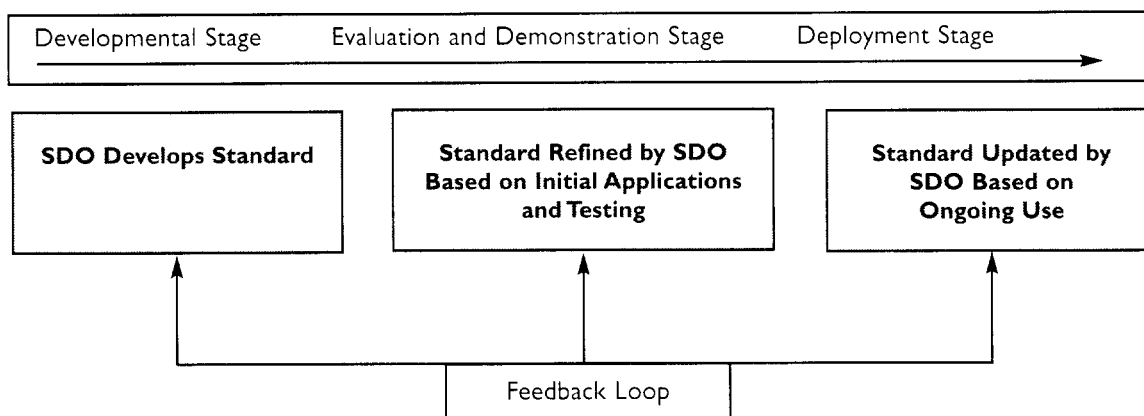 Developmental Stage Evaluation and Demonstration Stage Deployment Stage
SDO Develops Standard
Standard Refined by SDO
Based on Initial Applications
and Testing
Standard Updated by
SDO Based on
Ongoing Use
Feedback Loop